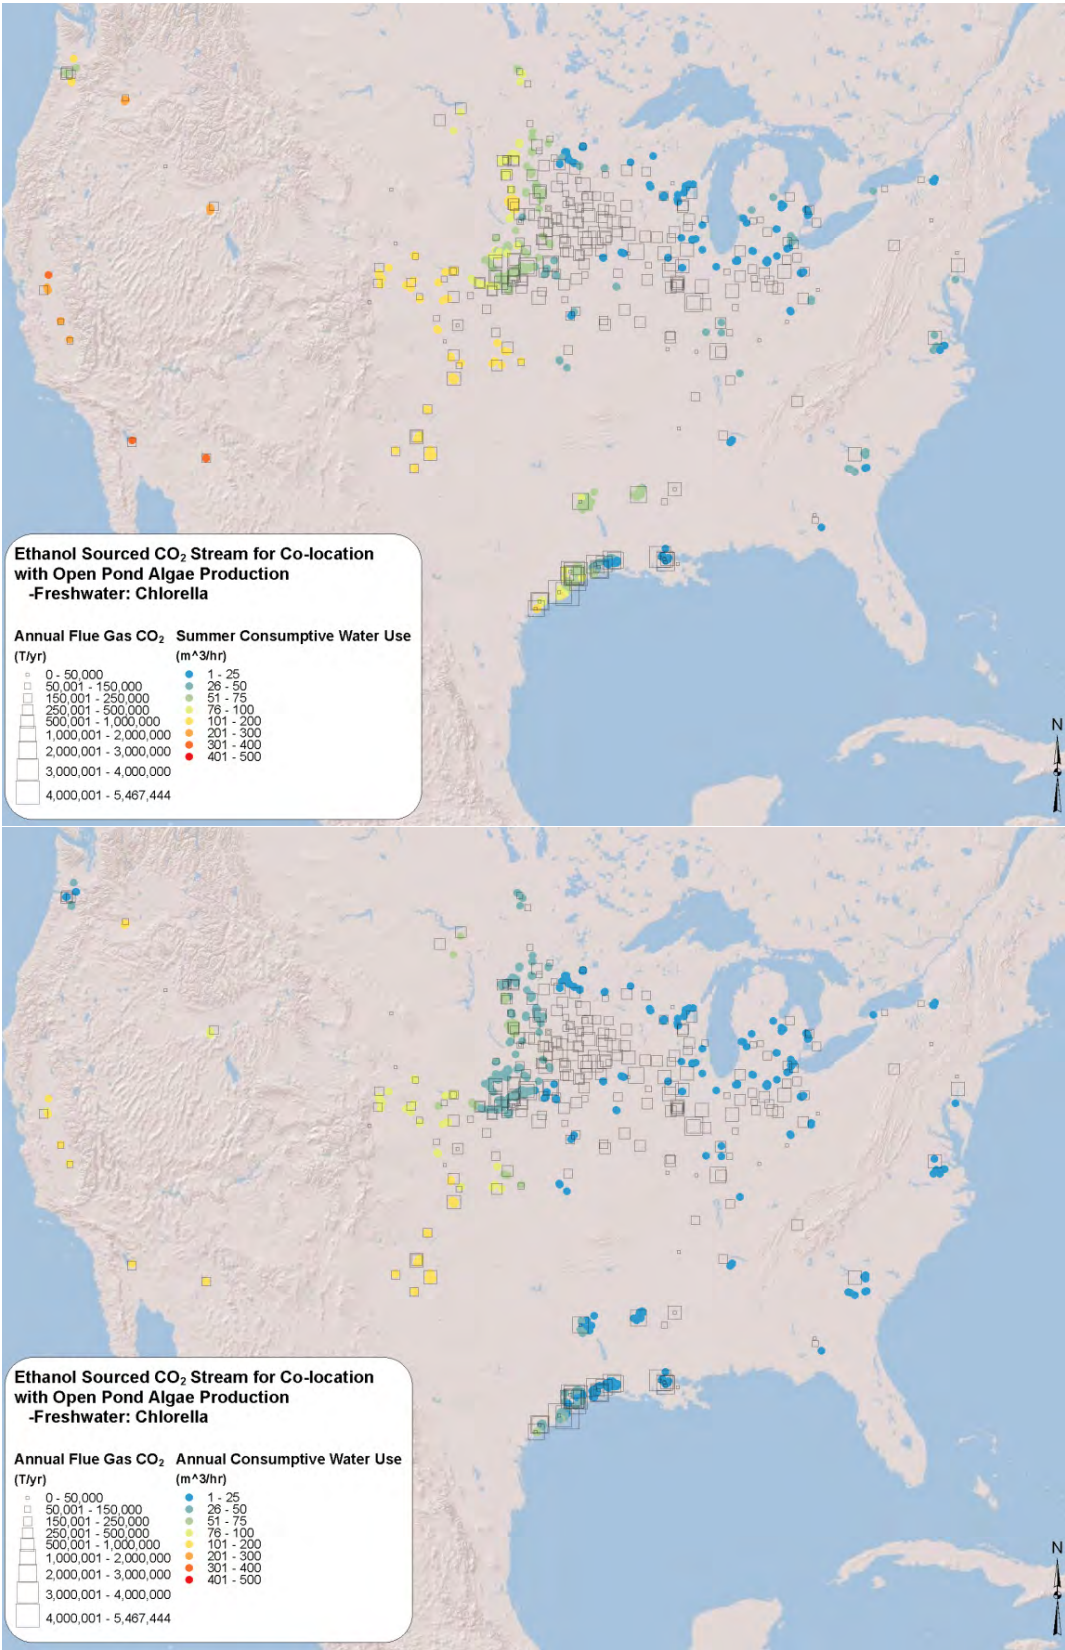 Ethanol Sourced CO₂ Stream for Co-location
with Open Pond Algae Production
-Freshwater: Chlorella
Annual Flue Gas CO₂ Summer Consumptive Water Use
(T/yr) (m^3/hr)
0 - 50,000 1 - 25
50,001 - 150,000 26 - 50
150,001 - 250,000 51 - 75
250,001 - 500,000 76 - 100
500,001 - 1,000,000 101 - 200
1,000,001 - 2,000,000 201 - 300
2,000,001 - 3,000,000 301 - 400
3,000,001 - 4,000,000 401 - 500
4,000,001 - 5,467,444
N
Ethanol Sourced CO₂ Stream for Co-location
with Open Pond Algae Production
-Freshwater: Chlorella
Annual Flue Gas CO₂ Annual Consumptive Water Use
(T/yr) (m^3/hr)
0 - 50,000 1 - 25
50,001 - 150,000 26 - 50
150,001 - 250,000 51 - 75
250,001 - 500,000 76 - 100
500,001 - 1,000,000 101 - 200
1,000,001 - 2,000,000 201 - 300
2,000,001 - 3,000,000 301 - 400
3,000,001 - 4,000,000 401 - 500
4,000,001 - 5,467,444
N